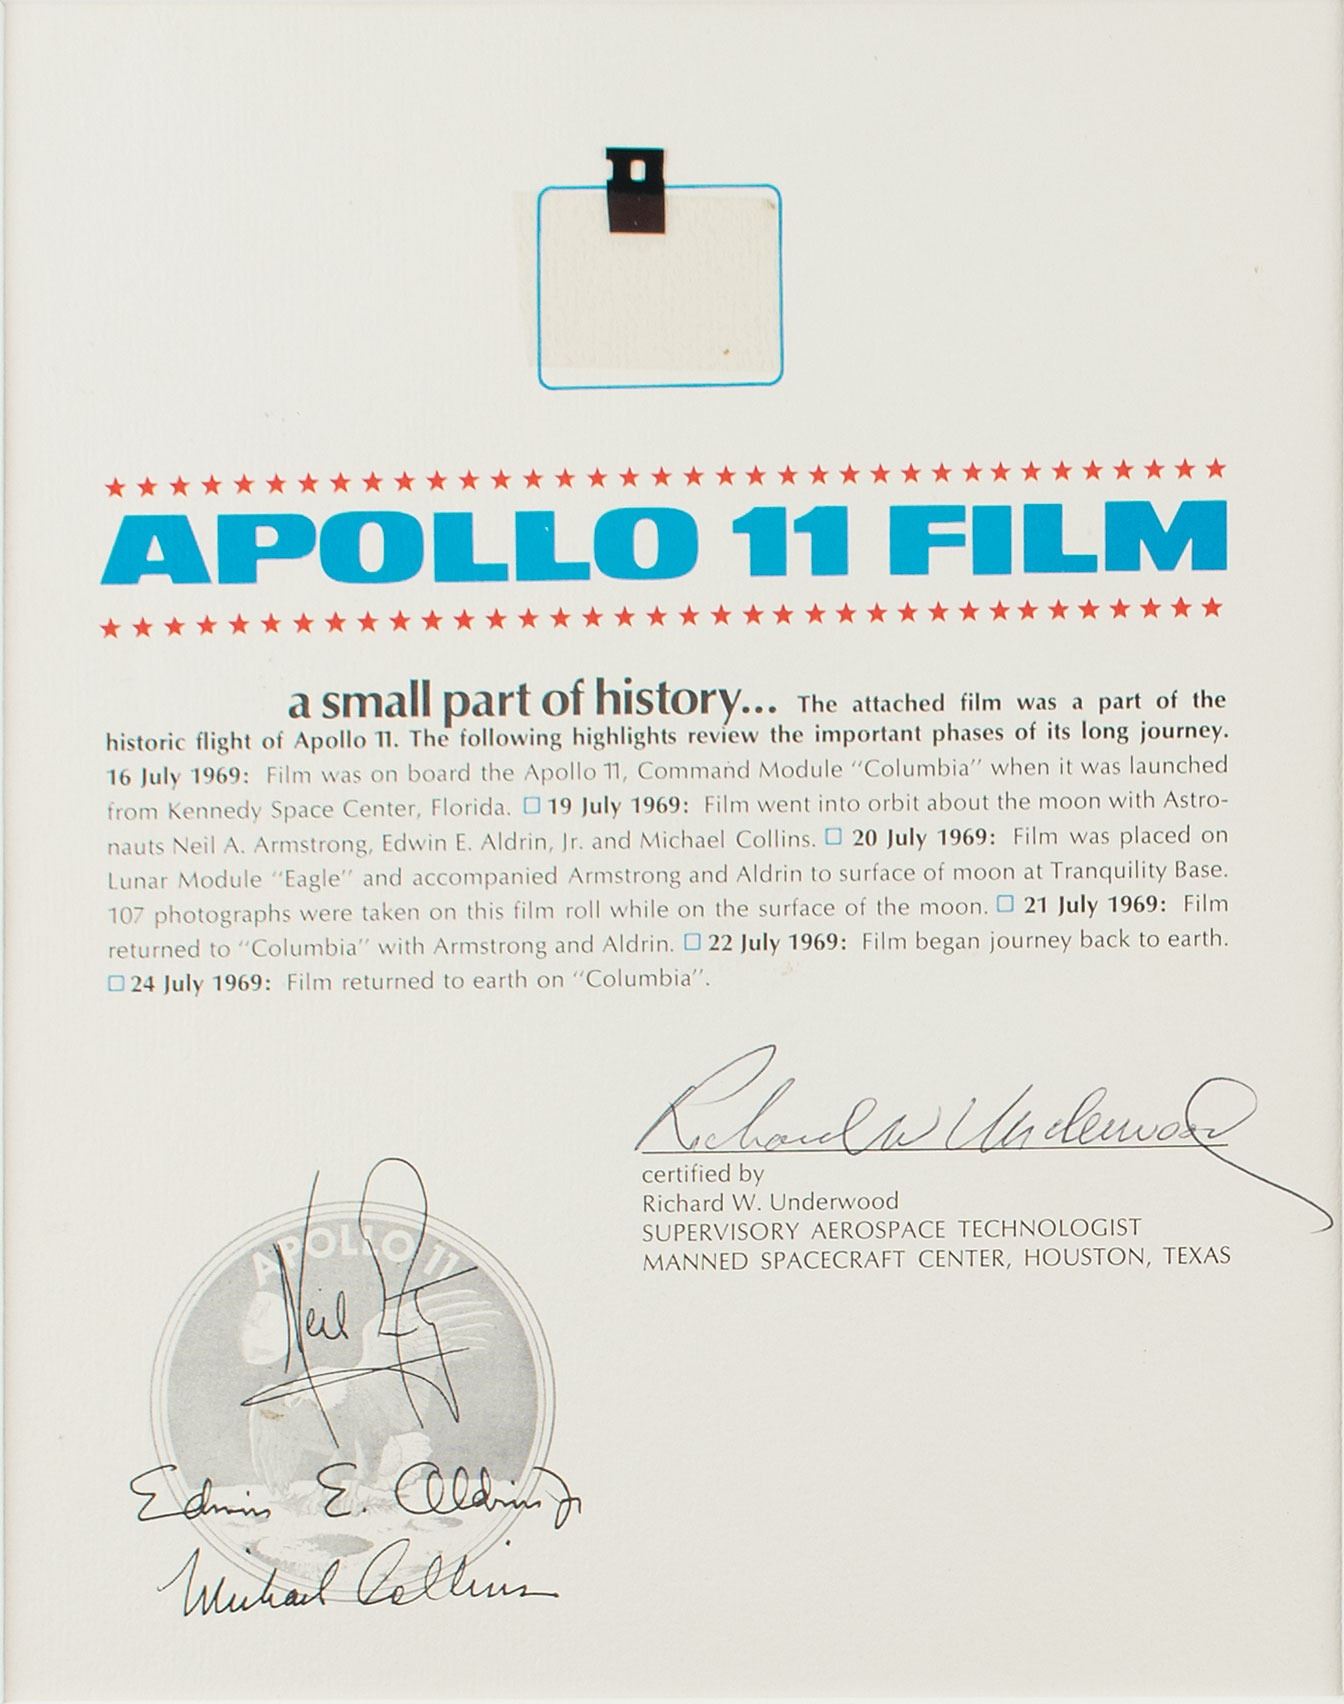 APOLLO 11 FILM
a small part of history... The attached film was a part of the
historic flight of Apollo 11. The following highlights review the important phases of its long journey.
16 July 1969: Film was on board the Apollo 11, Command Module “Columbia” when it was launched
from Kennedy Space Center, Florida. □ 19 July 1969: Film went into orbit about the moon with Astro-
nauts Neil A. Armstrong, Edwin E. Aldrin, Jr. and Michael Collins. □ 20 July 1969: Film was placed on
Lunar Module “Eagle” and accompanied Armstrong and Aldrin to surface of moon at Tranquility Base.
107 photographs were taken on this film roll while on the surface of the moon. □ 21 July 1969: Film
returned to “Columbia” with Armstrong and Aldrin. □ 22 July 1969: Film began journey back to earth.
□ 24 July 1969: Film returned to earth on “Columbia”.
Richard W Underwood
certified by
Richard W. Underwood
SUPERVISORY AEROSPACE TECHNOLOGIST
MANNED SPACECRAFT CENTER, HOUSTON, TEXAS
APOLLO 11
Neil
Edwin E. Aldrin Jr
Michael Collins